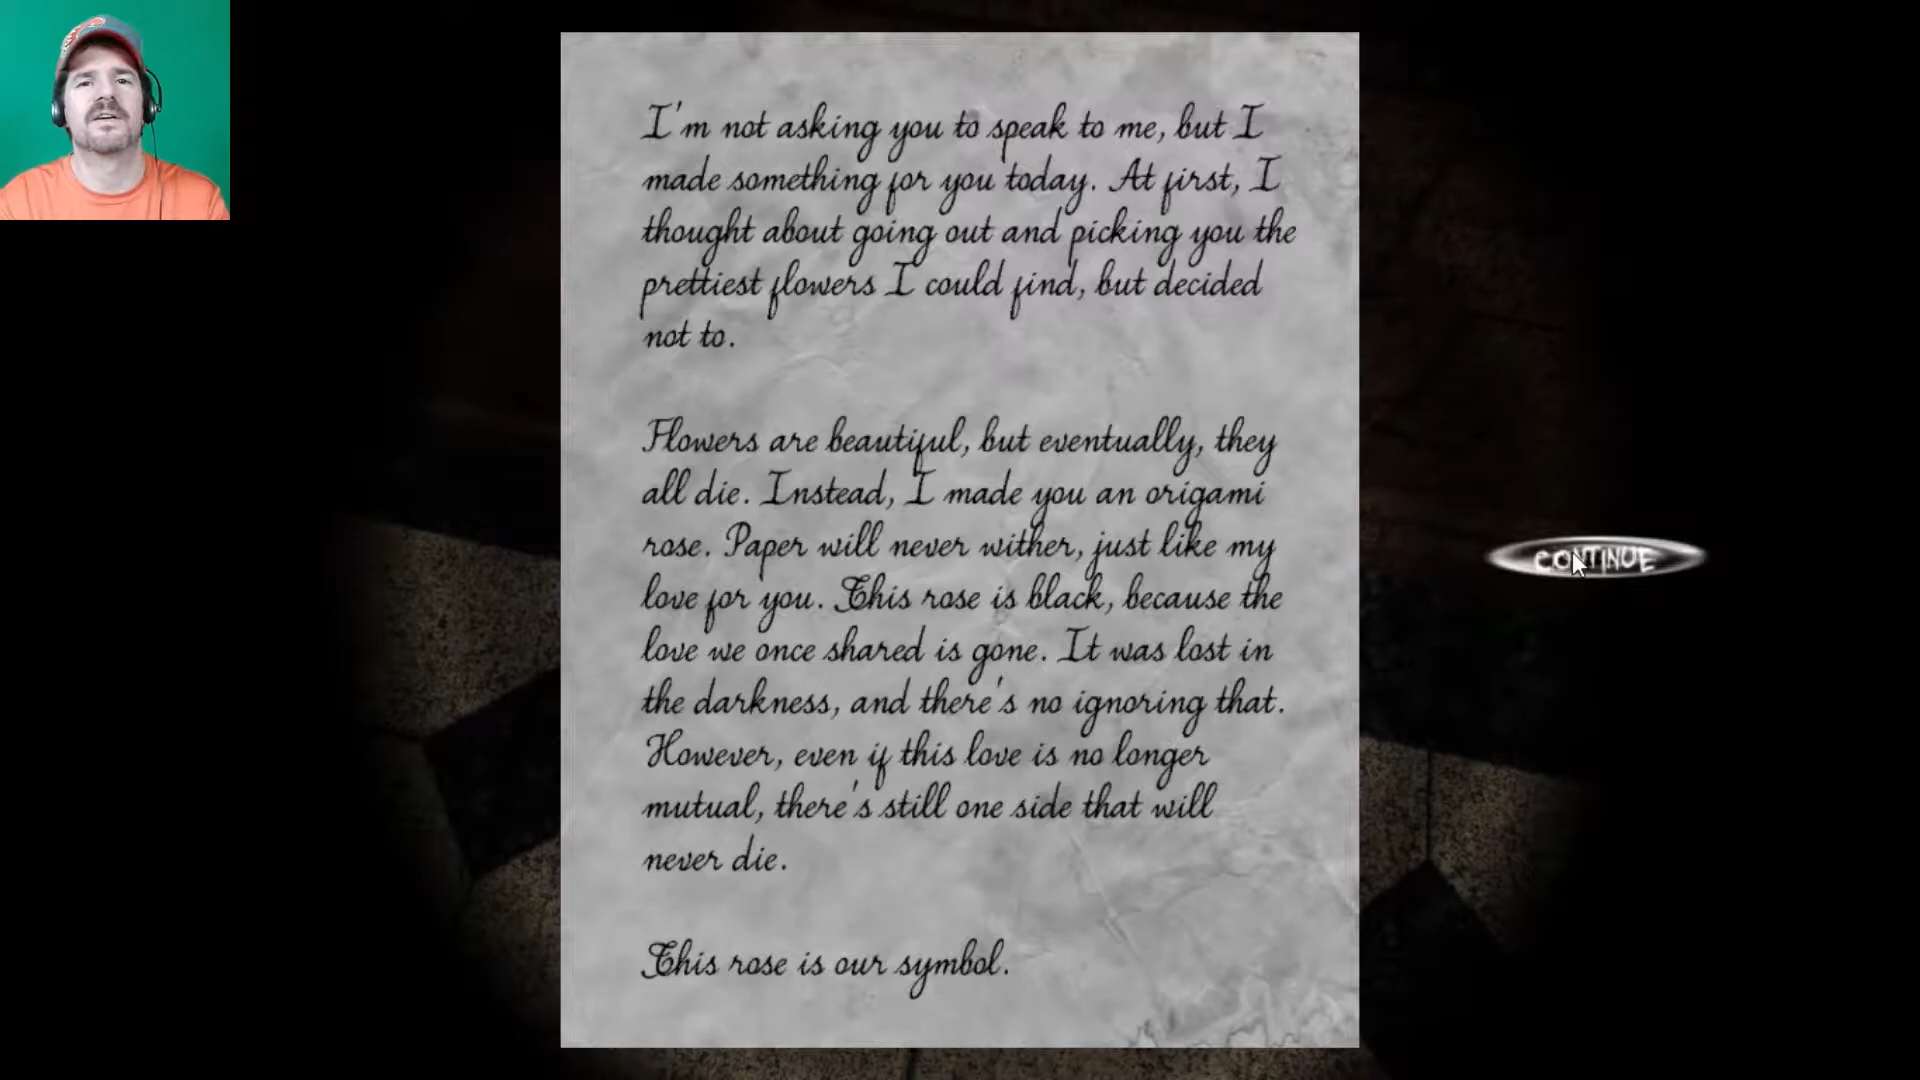 I'm not asking you to speak to me, but I
made something for you today. At first, I
thought about going out and picking you the
prettiest flowers I could find, but decided
not to.
Flowers are beautiful, but eventually, they
all die. Instead, I made you an origami
rose. Paper will never wither, just like my
love for you. This rose is black, because the
love we once shared is gone. It was lost in
the darkness, and there's no ignoring that.
However, even if this love is no longer
mutual, there's still one side that will
never die.
This rose is our symbol.
CONTINUE